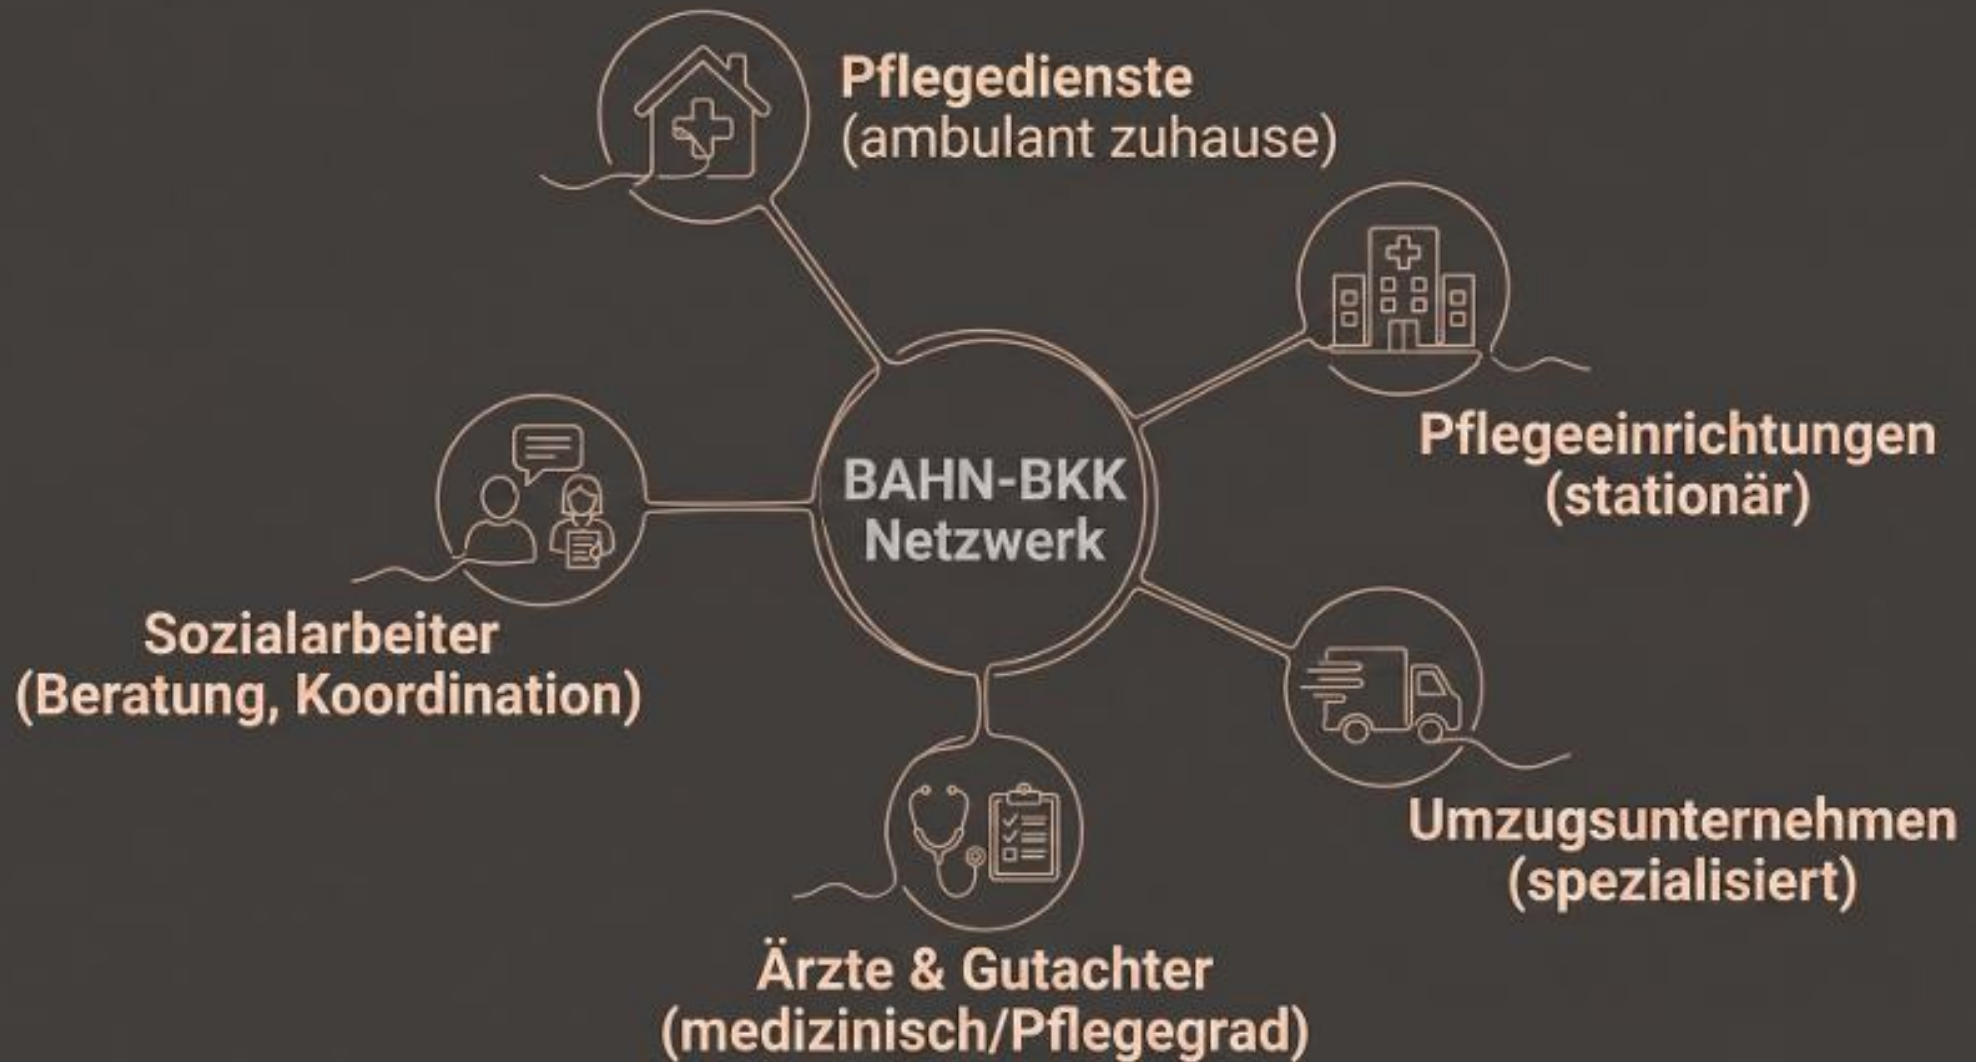 Pflegedienste
(ambulant zuhause)
Pflegeeinrichtungen
(stationär)
BAHN-BKK
Netzwerk
Sozialarbeiter
(Beratung, Koordination)
Umzugsunternehmen
(spezialisiert)
Ärzte & Gutachter
(medizinisch/Pflegegrad)